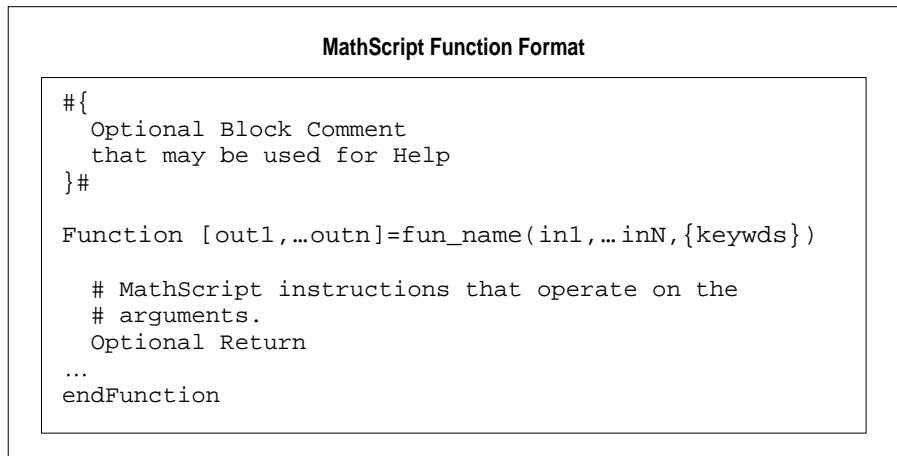 MathScript Function Format
#{
Optional Block Comment
that may be used for Help
}#
Function [out1,…outn]=fun_name(in1,…inN,{keywds})
# MathScript instructions that operate on the
# arguments.
Optional Return
…
endFunction